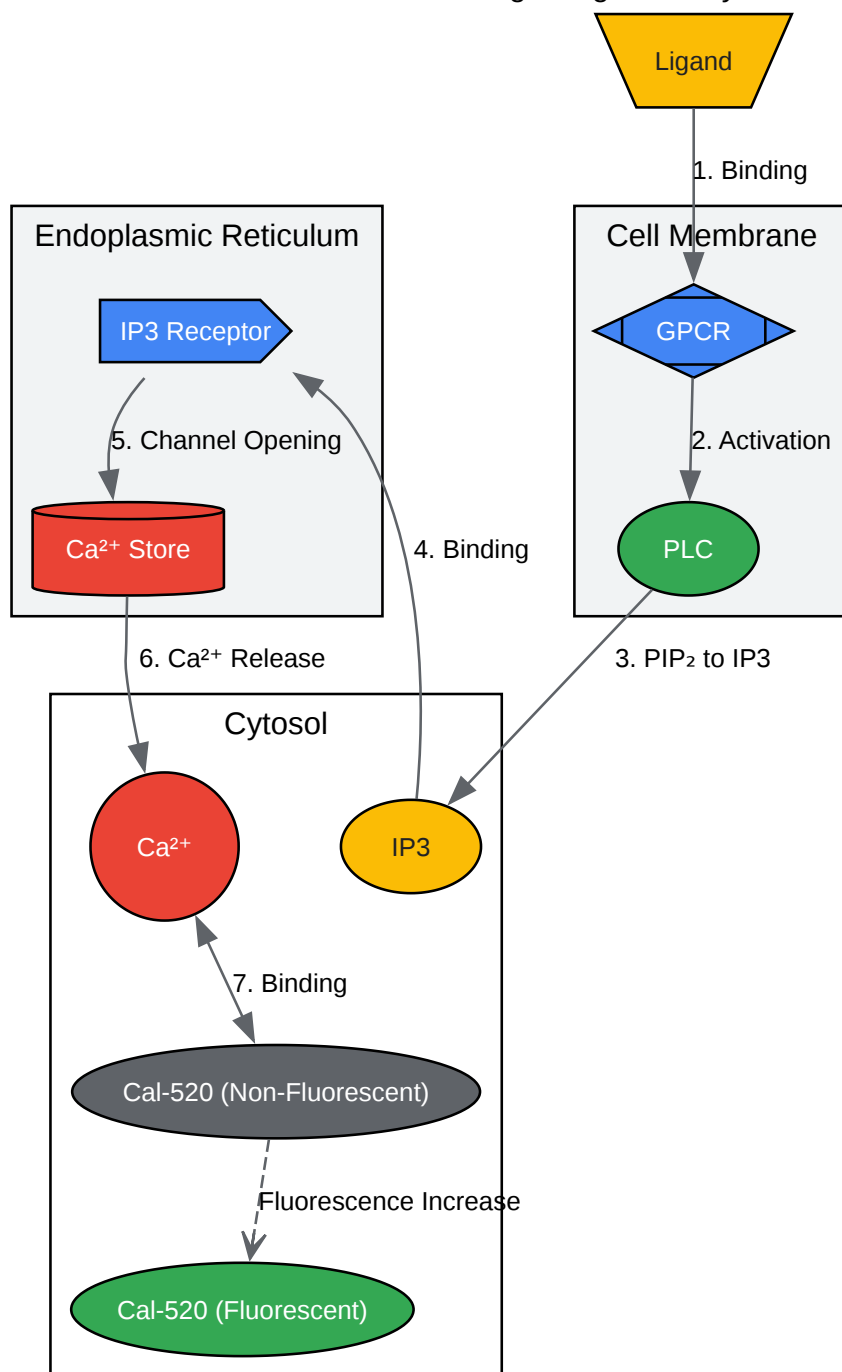 Ligand
1. Binding
Endoplasmic Reticulum
Cell Membrane
IP3 Receptor
GPCR
5. Channel Opening
2. Activation
Ca²⁺ Store
4. Binding
PLC
6. Ca²⁺ Release
3. PIP₂ to IP3
Cytosol
Ca²⁺
IP3
7. Binding
Cal-520 (Non-Fluorescent)
Fluorescence Increase
Cal-520 (Fluorescent)